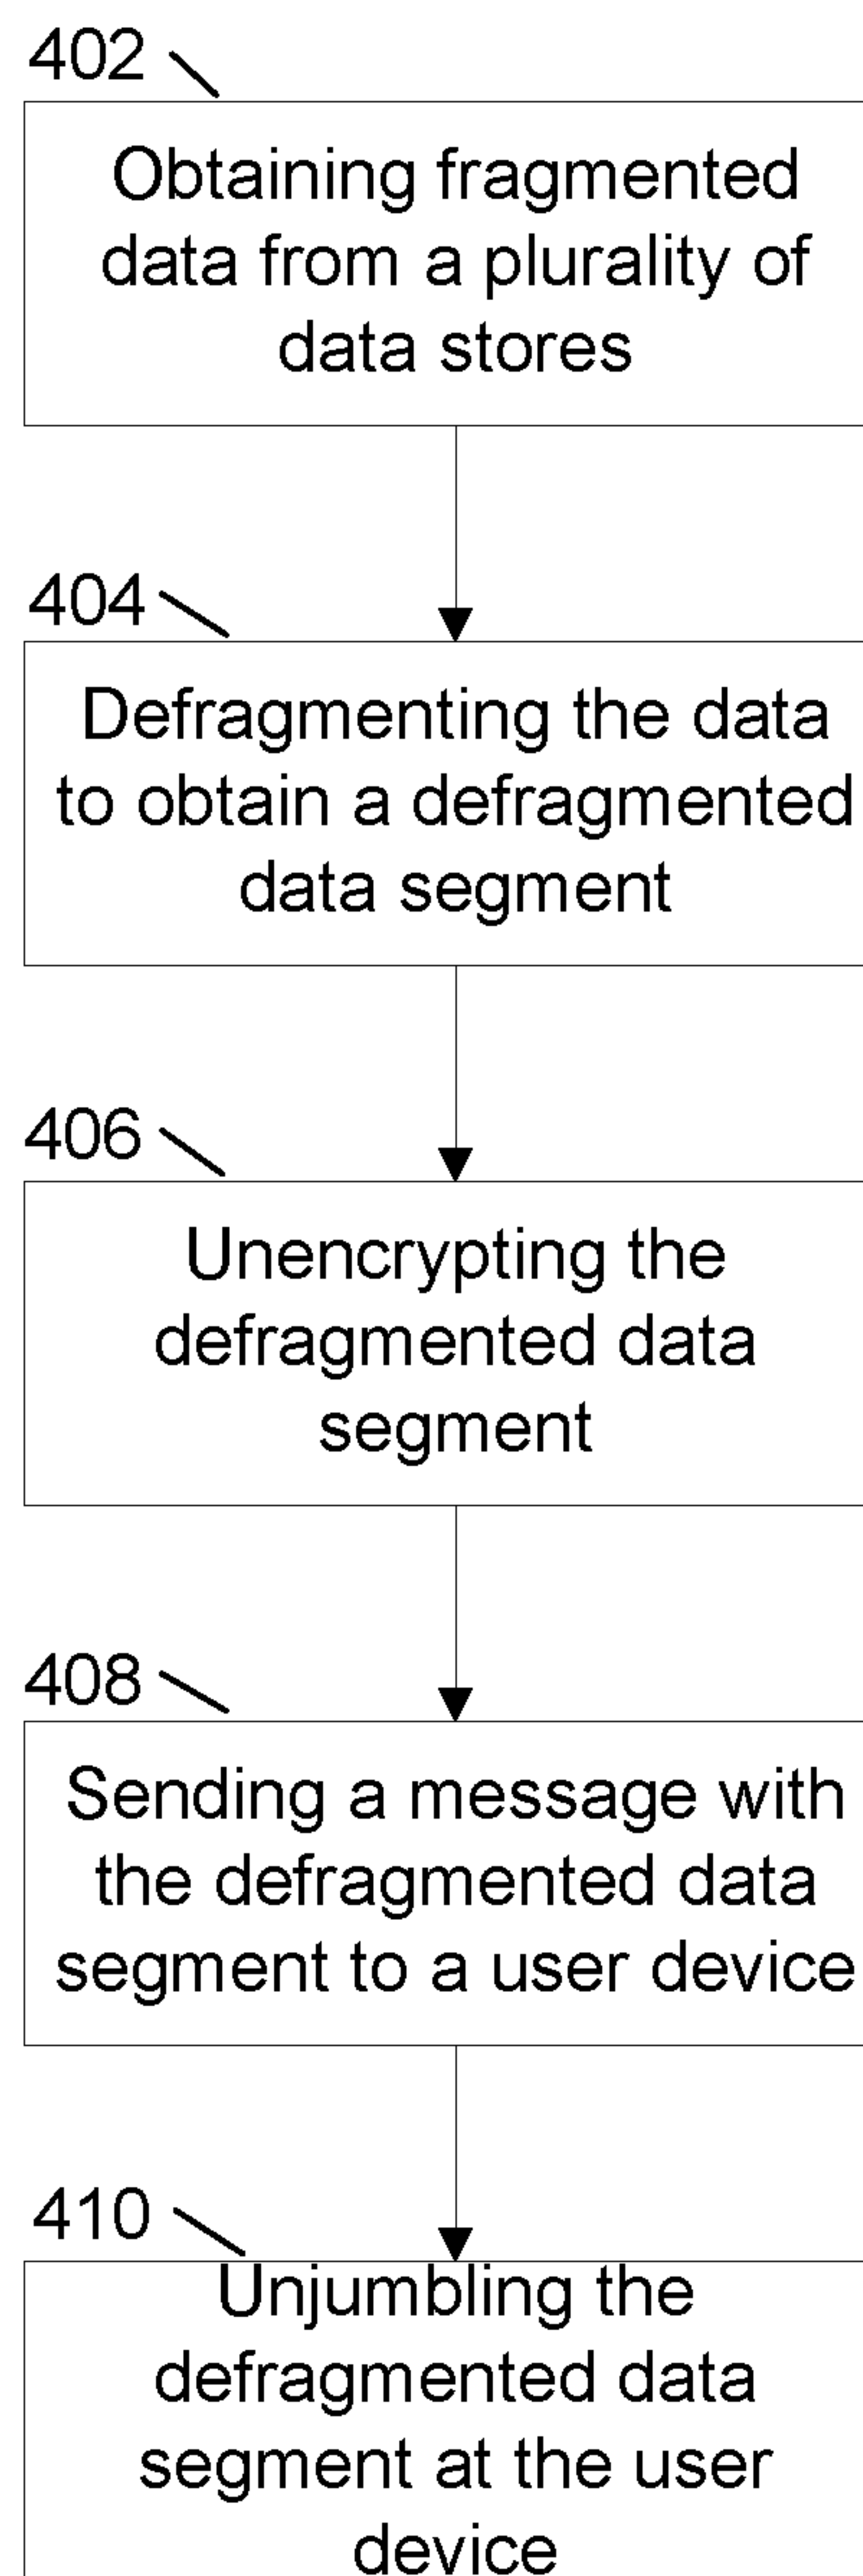 402
Obtaining fragmented
data from a plurality of
data stores
404
Defragmenting the data
to obtain a defragmented
data segment
406
Unencrypting the
defragmented data
segment
408
Sending a message with
the defragmented data
segment to a user device
410
Unjumbling the
defragmented data
segment at the user
device